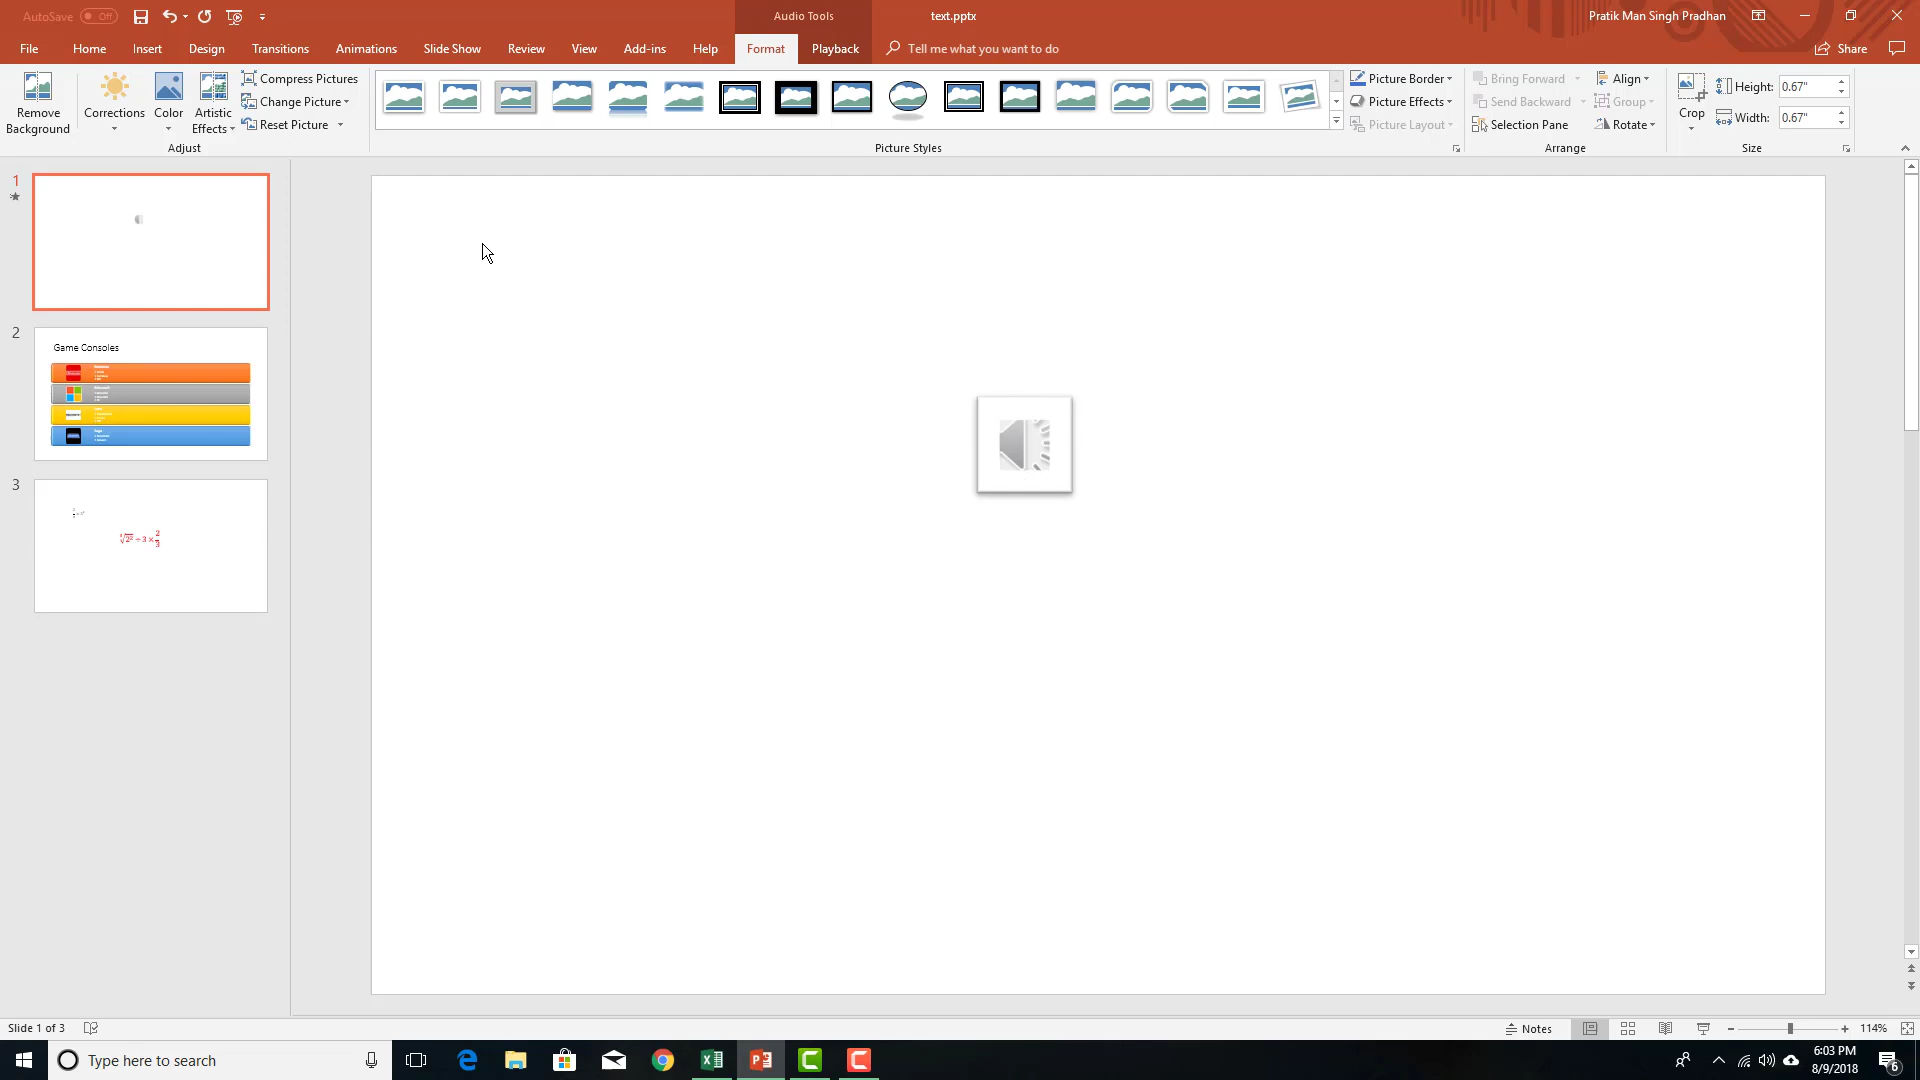 AutoSave Off
Audio Tools
text.pptx
Pratik Man Singh Pradhan
File Home Insert Design Transitions Animations Slide Show Review View Add-ins Help Format Playback Tell me what you want to do Share
Remove Background
Corrections
Color
Artistic Effects
Compress Pictures
Change Picture
Reset Picture
Adjust
Picture Styles
Picture Border
Picture Effects
Picture Layout
Bring Forward
Send Backward
Selection Pane
Align
Group
Rotate
Arrange
Crop
Height: 0.67"
Width: 0.67"
Size
1
2
Game Consoles
3
÷ 3 × 2/3
Slide 1 of 3
Notes
114%
Type here to search
6:03 PM
8/9/2018
6